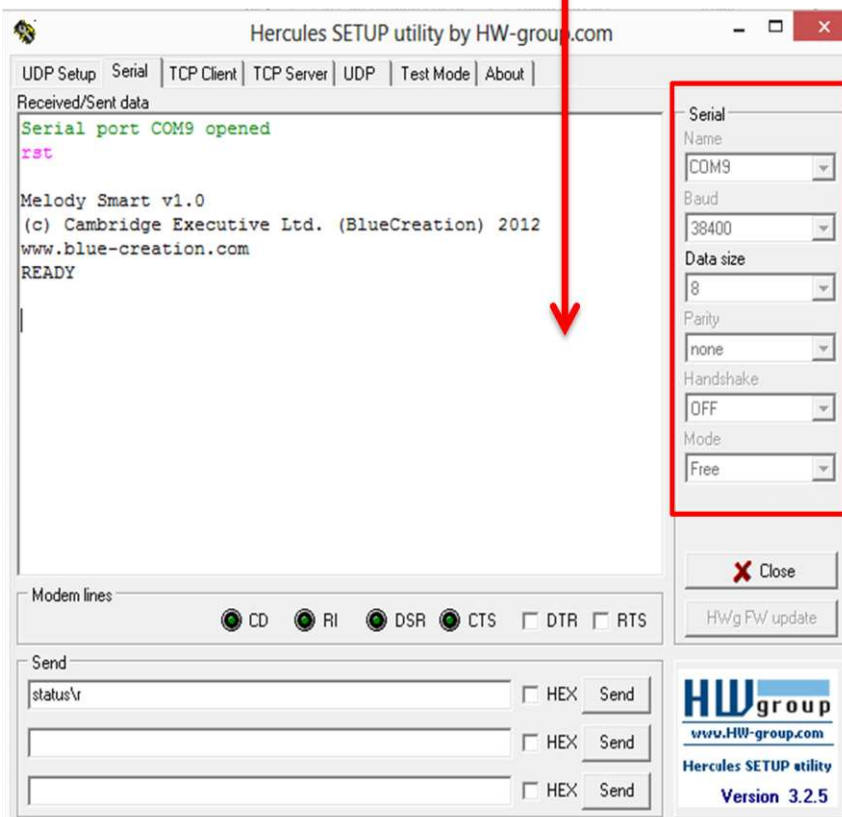 Hercules SETUP utility by HW-group.com
UDP Setup Serial TCP Client TCP Server UDP Test Mode About
Received/Sent data
Serial port COM9 opened
rst
Melody Smart v1.0
(c) Cambridge Executive Ltd. (BlueCreation) 2012
www.blue-creation.com
READY
Serial
Name
COM9
Baud
38400
Data size
8
Parity
none
Handshake
OFF
Mode
Free
Close
HWg FW update
Modem lines
CD RI DSR CTS DTR RTS
Send
status\r HEX Send
HEX Send
HEX Send
HW group
www.HW-group.com
Hercules SETUP utility
Version 3.2.5